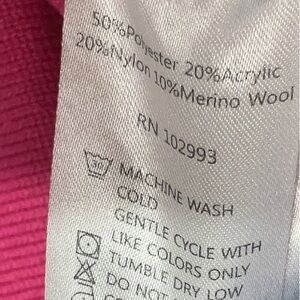 50%Polyester 20%Acrylic
20%Nylon 10%Merino Wool
RN 102993
MACHINE WASH
COLD
GENTLE CYCLE WITH
LIKE COLORS ONLY
TUMBLE DRY LOW
DO NOT